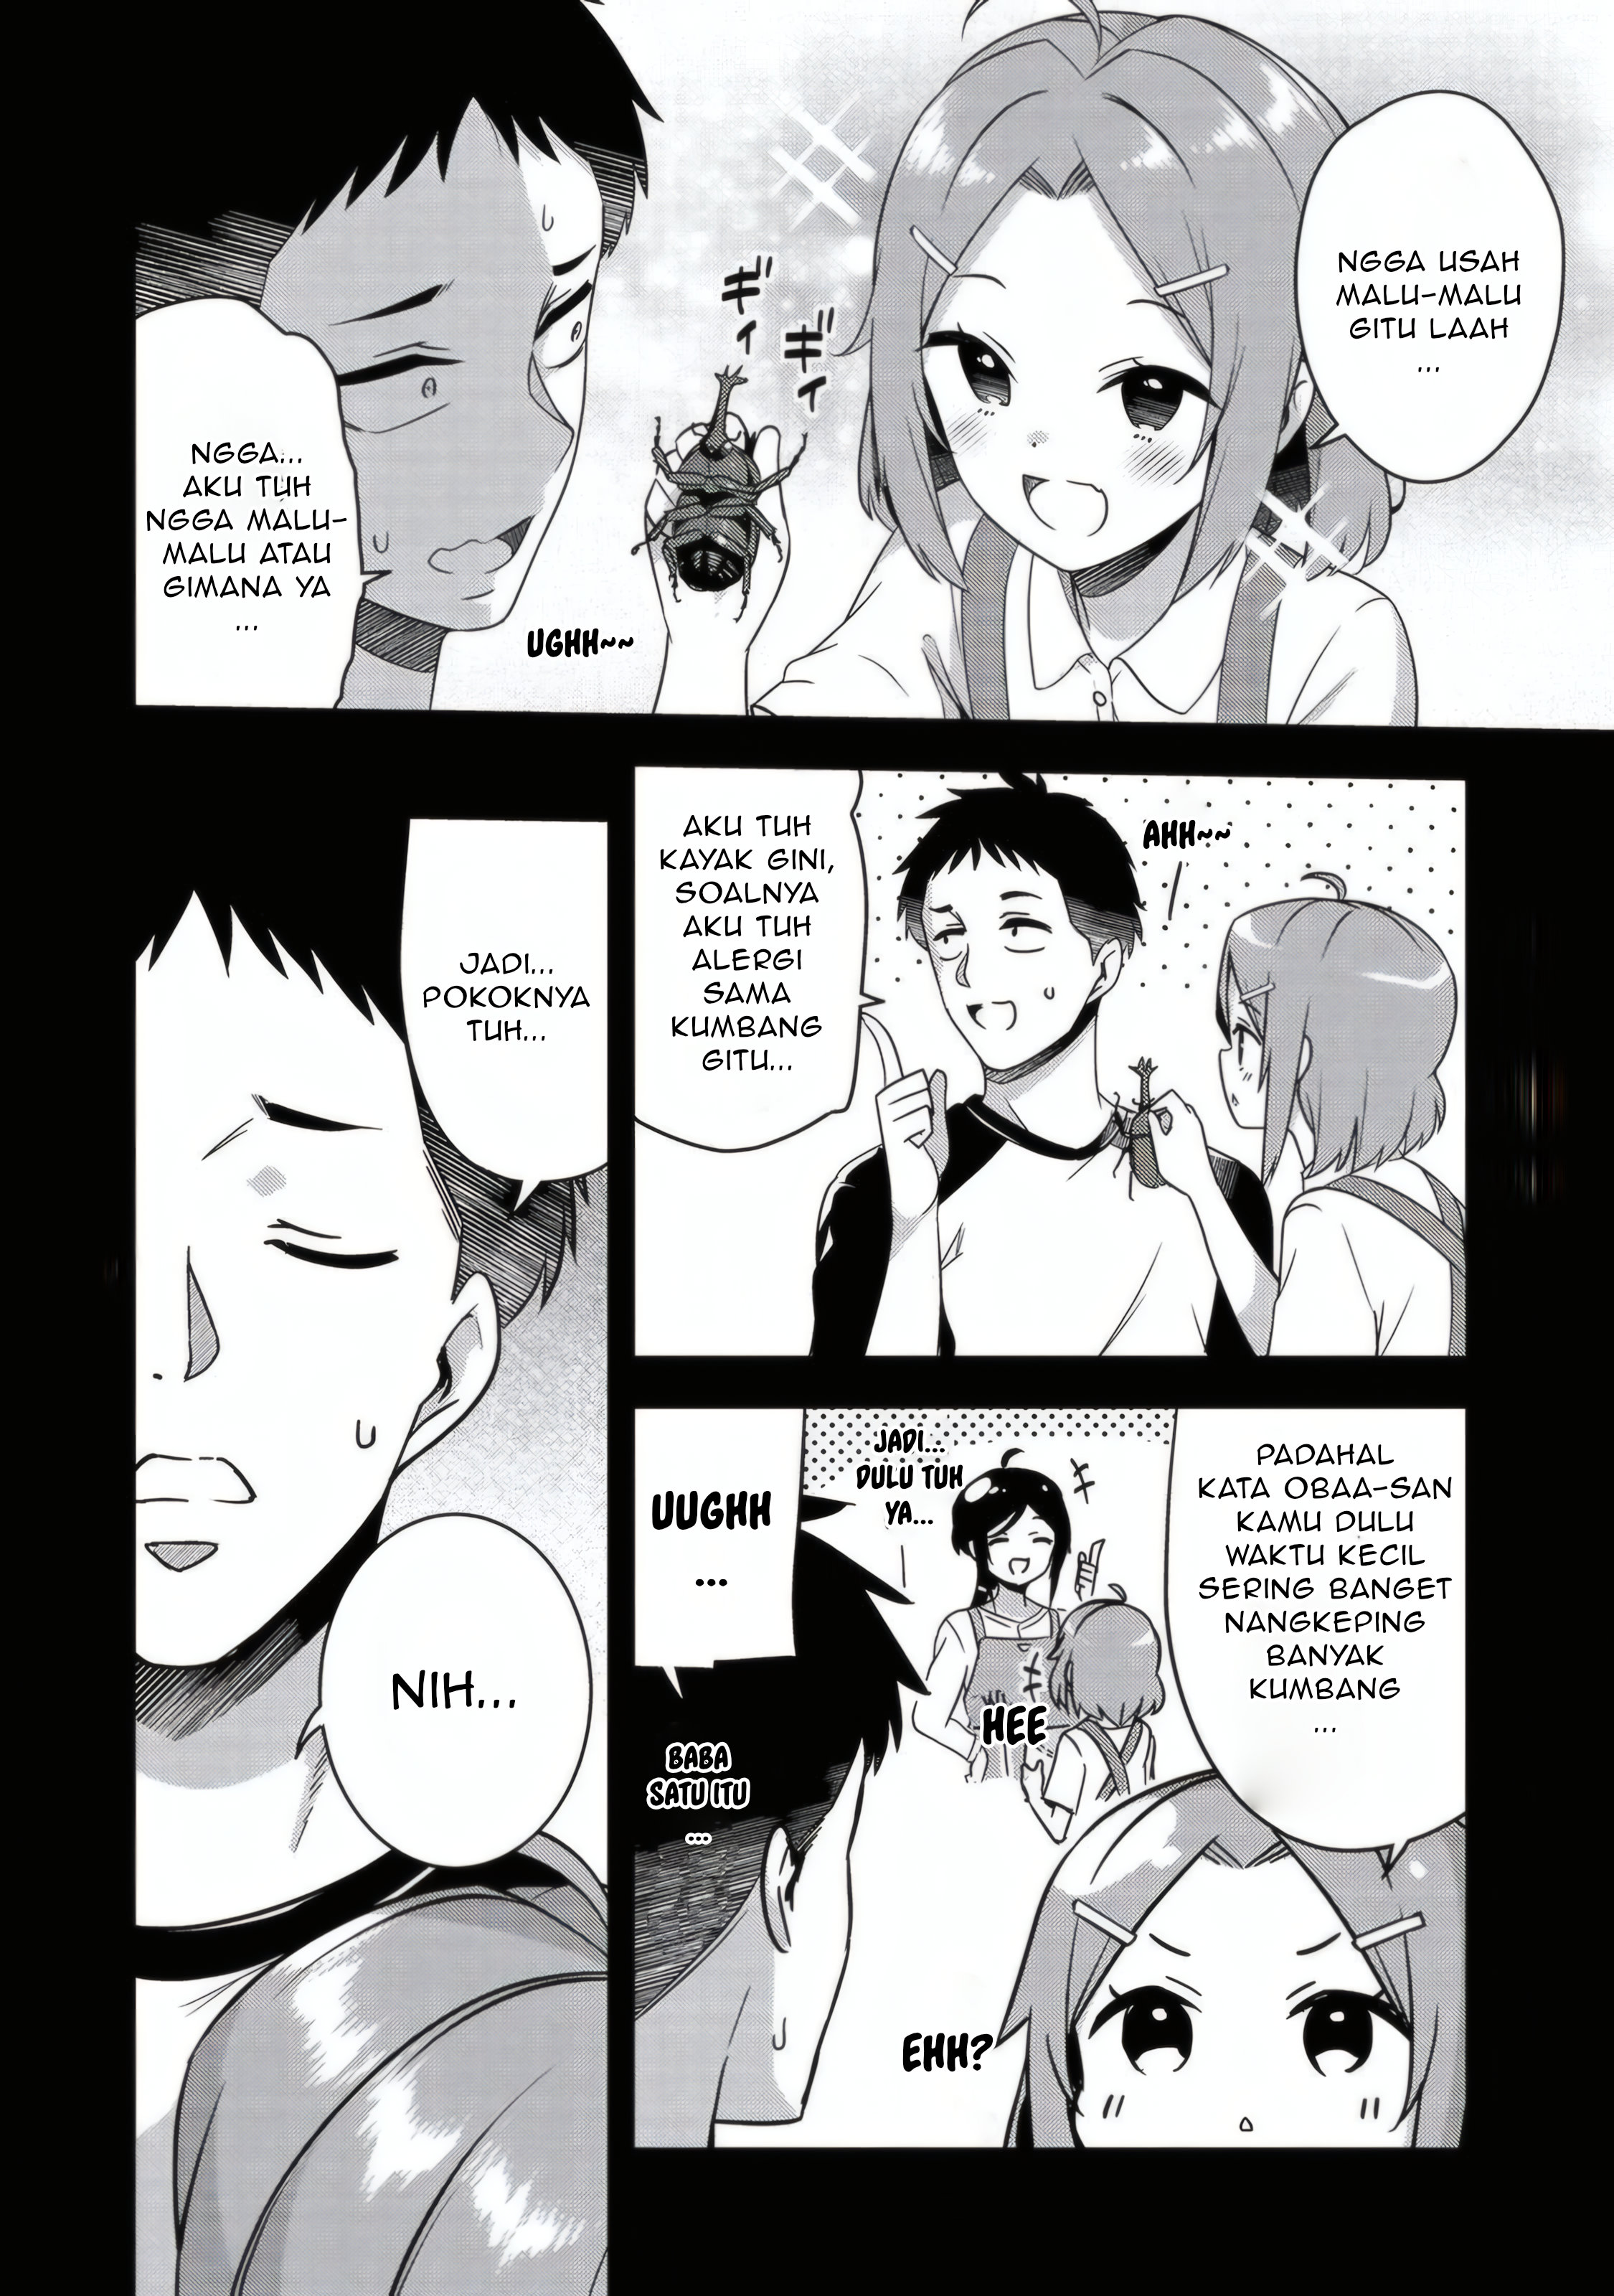 NGGA USAH
MALU-MALU
GITU LAAH
...
ギィ
ギィ
NGGA...
AKU TUH
NGGA MALU-
MALU ATAU
GIMANA YA
...
UGHH~~
AHH~~
AKU TUH
KAYAK GINI,
SOALNYA
AKU TUH
ALERGI
SAMA
KUMBANG
GITU...
PADAHAL
KATA OBAA-SAN
KAMU DULU
WAKTU KECIL
SERING BANGET
NANGKEPING
BANYAK
KUMBANG
...
JADI...
DULU TUH
YA...
HEE
UUGHH
...
BABA
SATU ITU
...
EHH?
JADI...
POKOKNYA
TUH...
NIH...